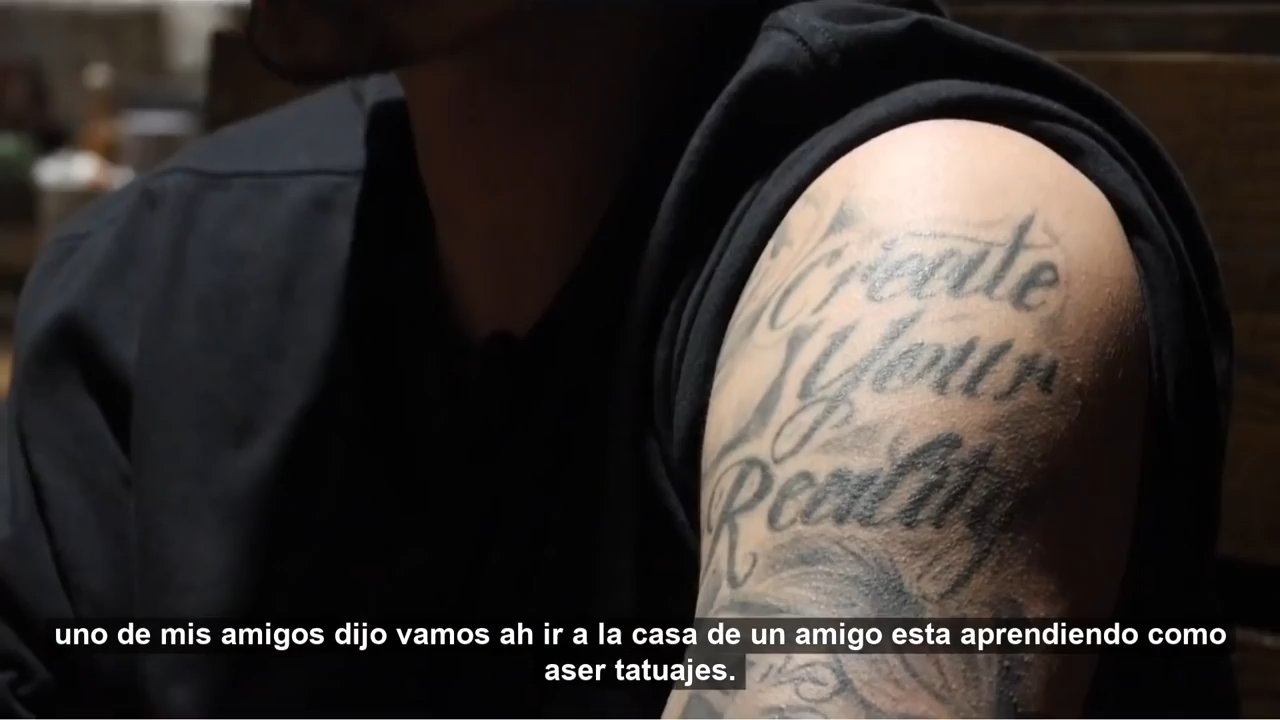 Create
Your
Reality
uno de mis amigos dijo vamos ah ir a la casa de un amigo esta aprendiendo como
aser tatuajes.